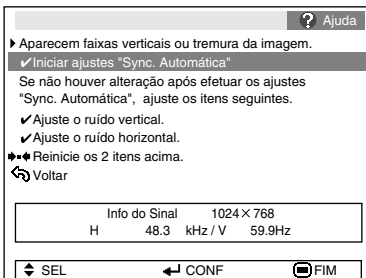 ? Ajuda
Aparecem faixas verticais ou tremura da imagem.
✔Iniciar ajustes "Sync. Automática"
Se não houver alteração após efetuar os ajustes
"Sync. Automática", ajuste os itens seguintes.
✔Ajuste o ruído vertical.
✔Ajuste o ruído horizontal.
Reinicie os 2 itens acima.
Voltar
Info do Sinal 1024×768
H 48.3 kHz / V 59.9Hz
SEL CONF FIM